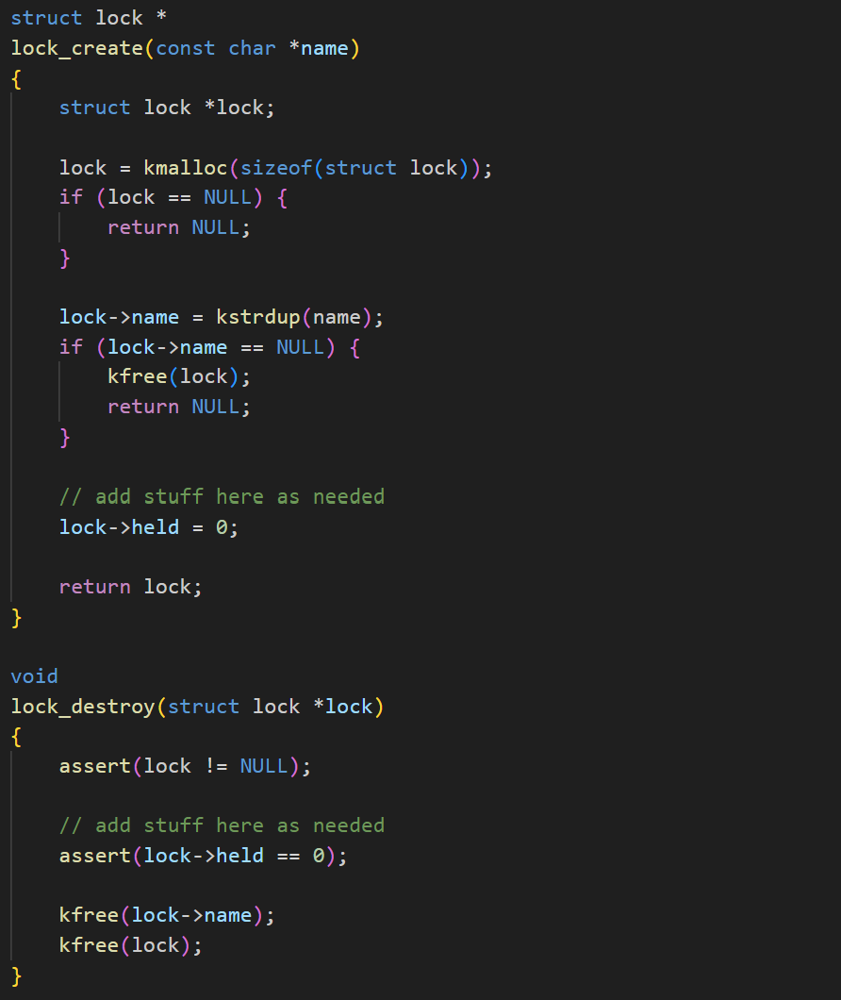 struct lock *
lock_create(const char *name)
{
    struct lock *lock;

    lock = kmalloc(sizeof(struct lock));
    if (lock == NULL) {
        return NULL;
    }

    lock->name = kstrdup(name);
    if (lock->name == NULL) {
        kfree(lock);
        return NULL;
    }

    // add stuff here as needed
    lock->held = 0;

    return lock;
}

void
lock_destroy(struct lock *lock)
{
    assert(lock != NULL);

    // add stuff here as needed
    assert(lock->held == 0);

    kfree(lock->name);
    kfree(lock);
}